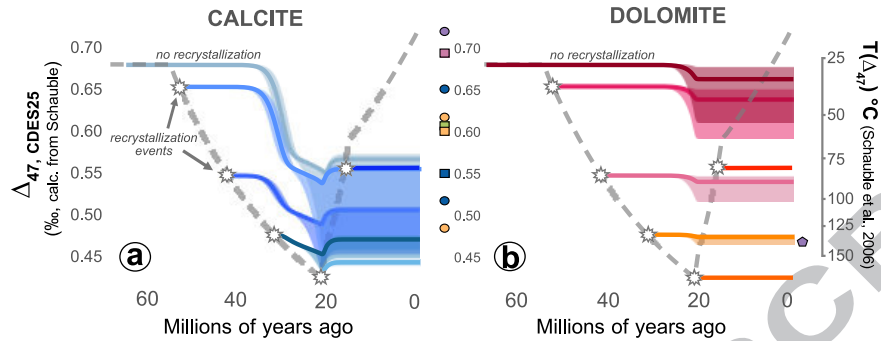 CALCITE
DOLOMITE
no recrystallization
recrystallization
events
0.70
0.65
0.60
0.55
0.50
0.45
Δ47, CDES25
(‰, calc. from Schauble)
a
60
40
20
0
Millions of years ago
0.70
0.65
0.60
0.55
0.50
0.45
no recrystallization
b
60
40
20
0
Millions of years ago
25
50
75
100
125
150
T(Δ47) °C
(Schauble et al., 2006)